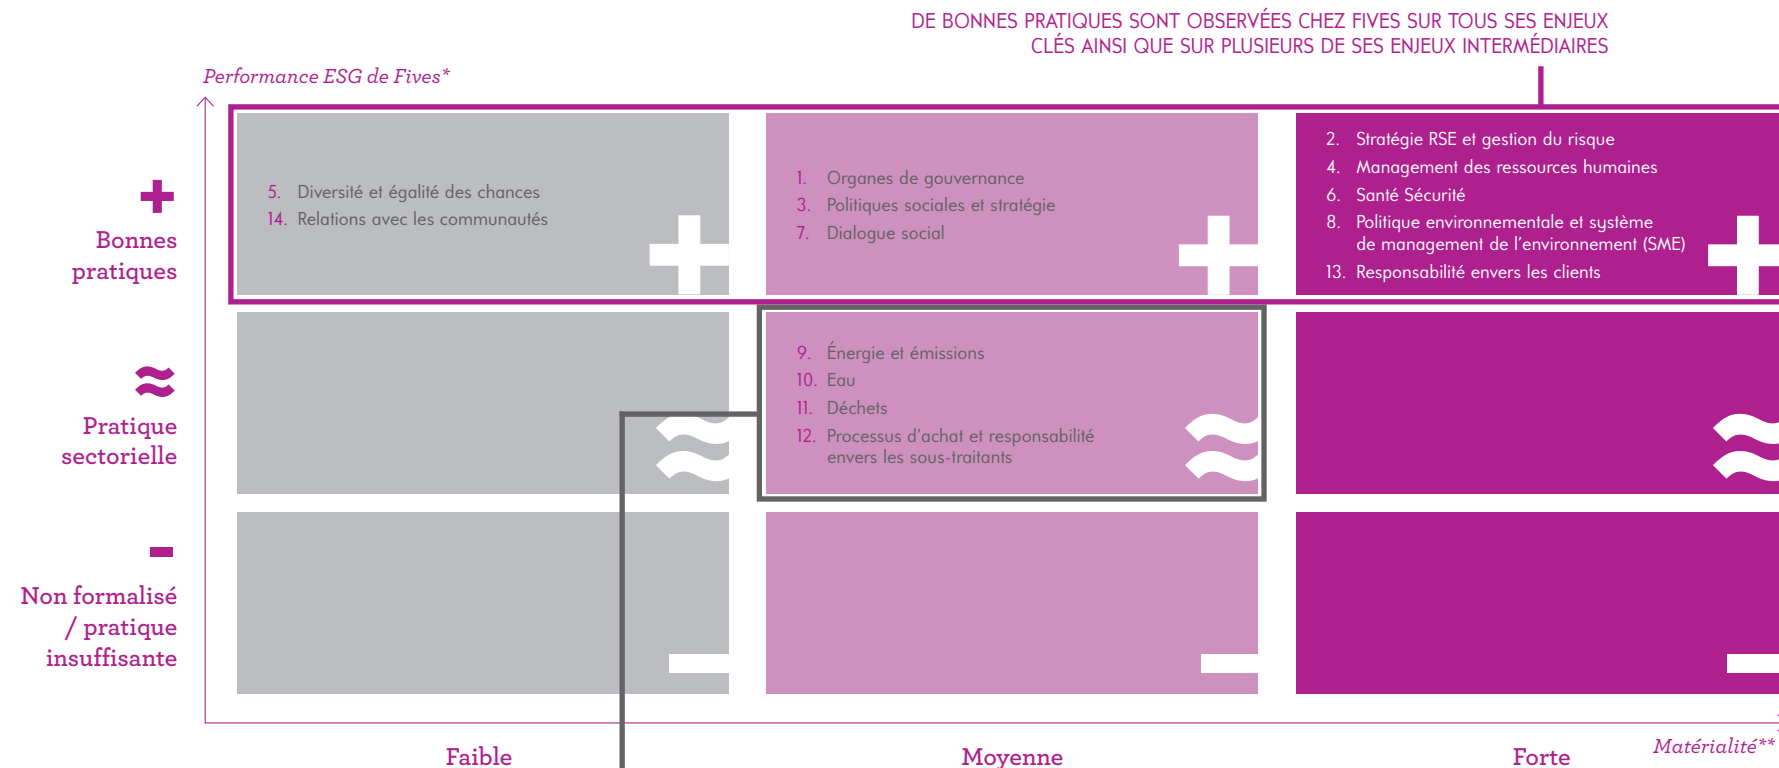 DE BONNES PRATIQUES SONT OBSERVÉES CHEZ FIVES SUR TOUS SES ENJEUX
CLÉS AINSI QUE SUR PLUSIEURS DE SES ENJEUX INTERMÉDIAIRES
Performance ESG de Fives*
Bonnes
pratiques
5. Diversité et égalité des chances
14. Relations avec les communautés
1. Organes de gouvernance
3. Politiques sociales et stratégie
7. Dialogue social
2. Stratégie RSE et gestion du risque
4. Management des ressources humaines
6. Santé Sécurité
8. Politique environnementale et système
de management de l'environnement (SME)
13. Responsabilité envers les clients
Pratique
sectorielle
9. Énergie et émissions
10. Eau
11. Déchets
12. Processus d'achat et responsabilité
envers les sous-traitants
Non formalisé
/ pratique
insuffisante
Faible
Moyenne
Forte
Matérialité**